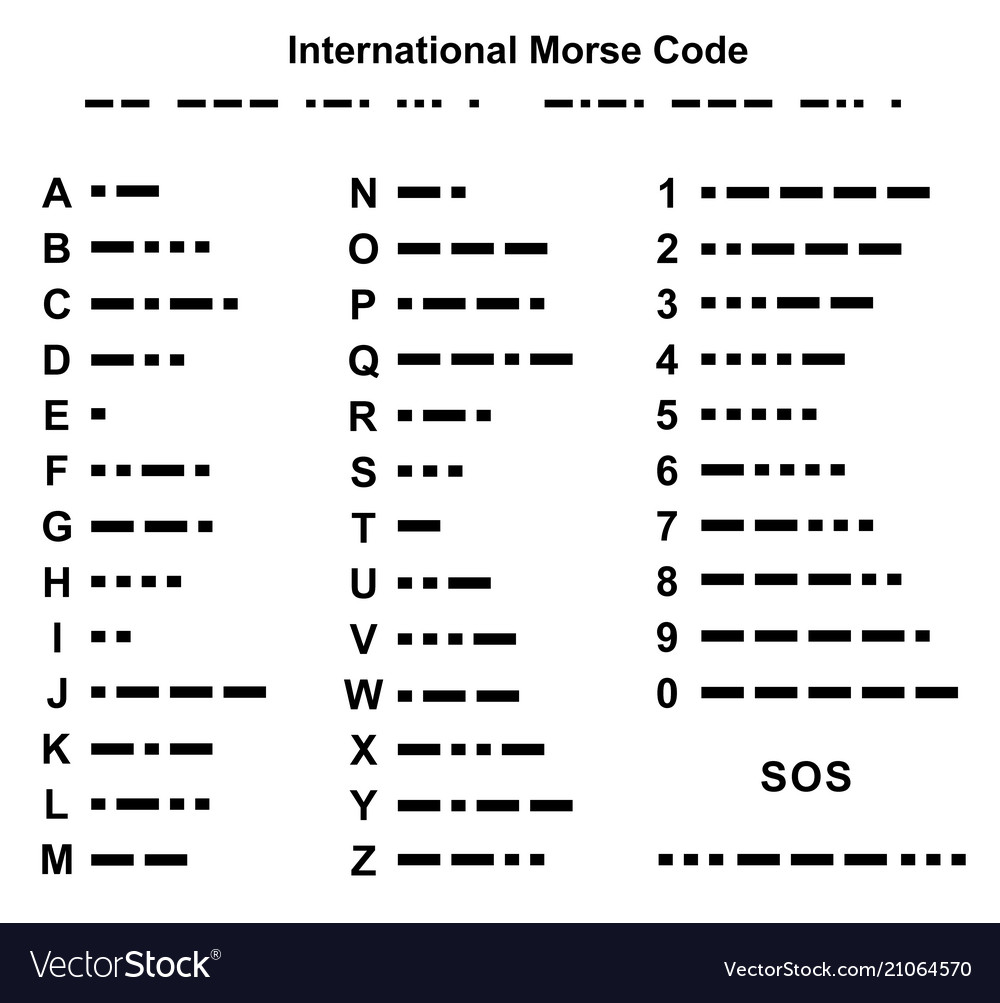 International Morse Code
-- --- .-. ... . -.-. --- -.. .
A .-
B -...
C -.-.
D -..
E .
F ..-.
G --.
H ....
I ..
J .---
K -.-
L .-..
M --
N -.
O ---
P .--.
Q --.-
R .-.
S ...
T -
U ..-
V ...-
W .--
X -..-
Y -.--
Z --..
1 .----
2 ..---
3 ...--
4 ....-
5 .....
6 -....
7 --...
8 ---..
9 ----.
0 -----
SOS
...---...
VectorStock®
VectorStock.com/21064570